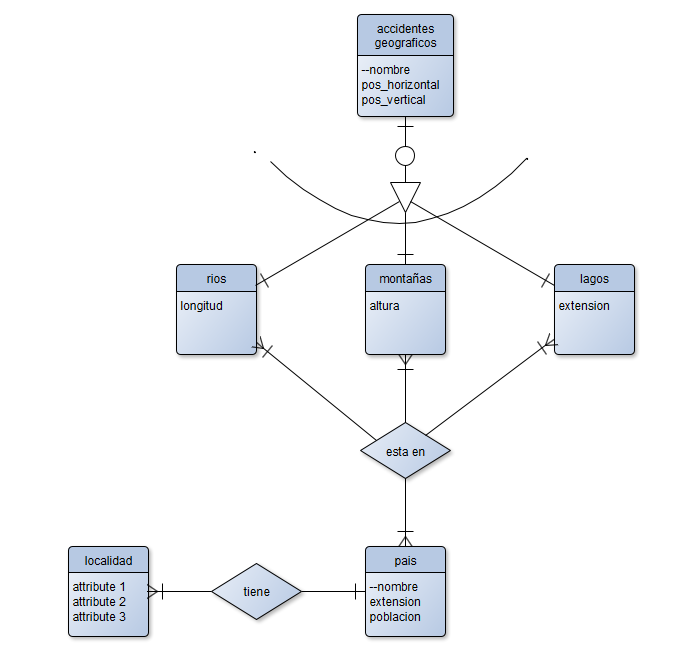 accidentes
geograficos
--nombre
pos_horizontal
pos_vertical
rios
longitud
montañas
altura
lagos
extension
esta en
localidad
attribute 1
attribute 2
attribute 3
tiene
pais
--nombre
extension
poblacion